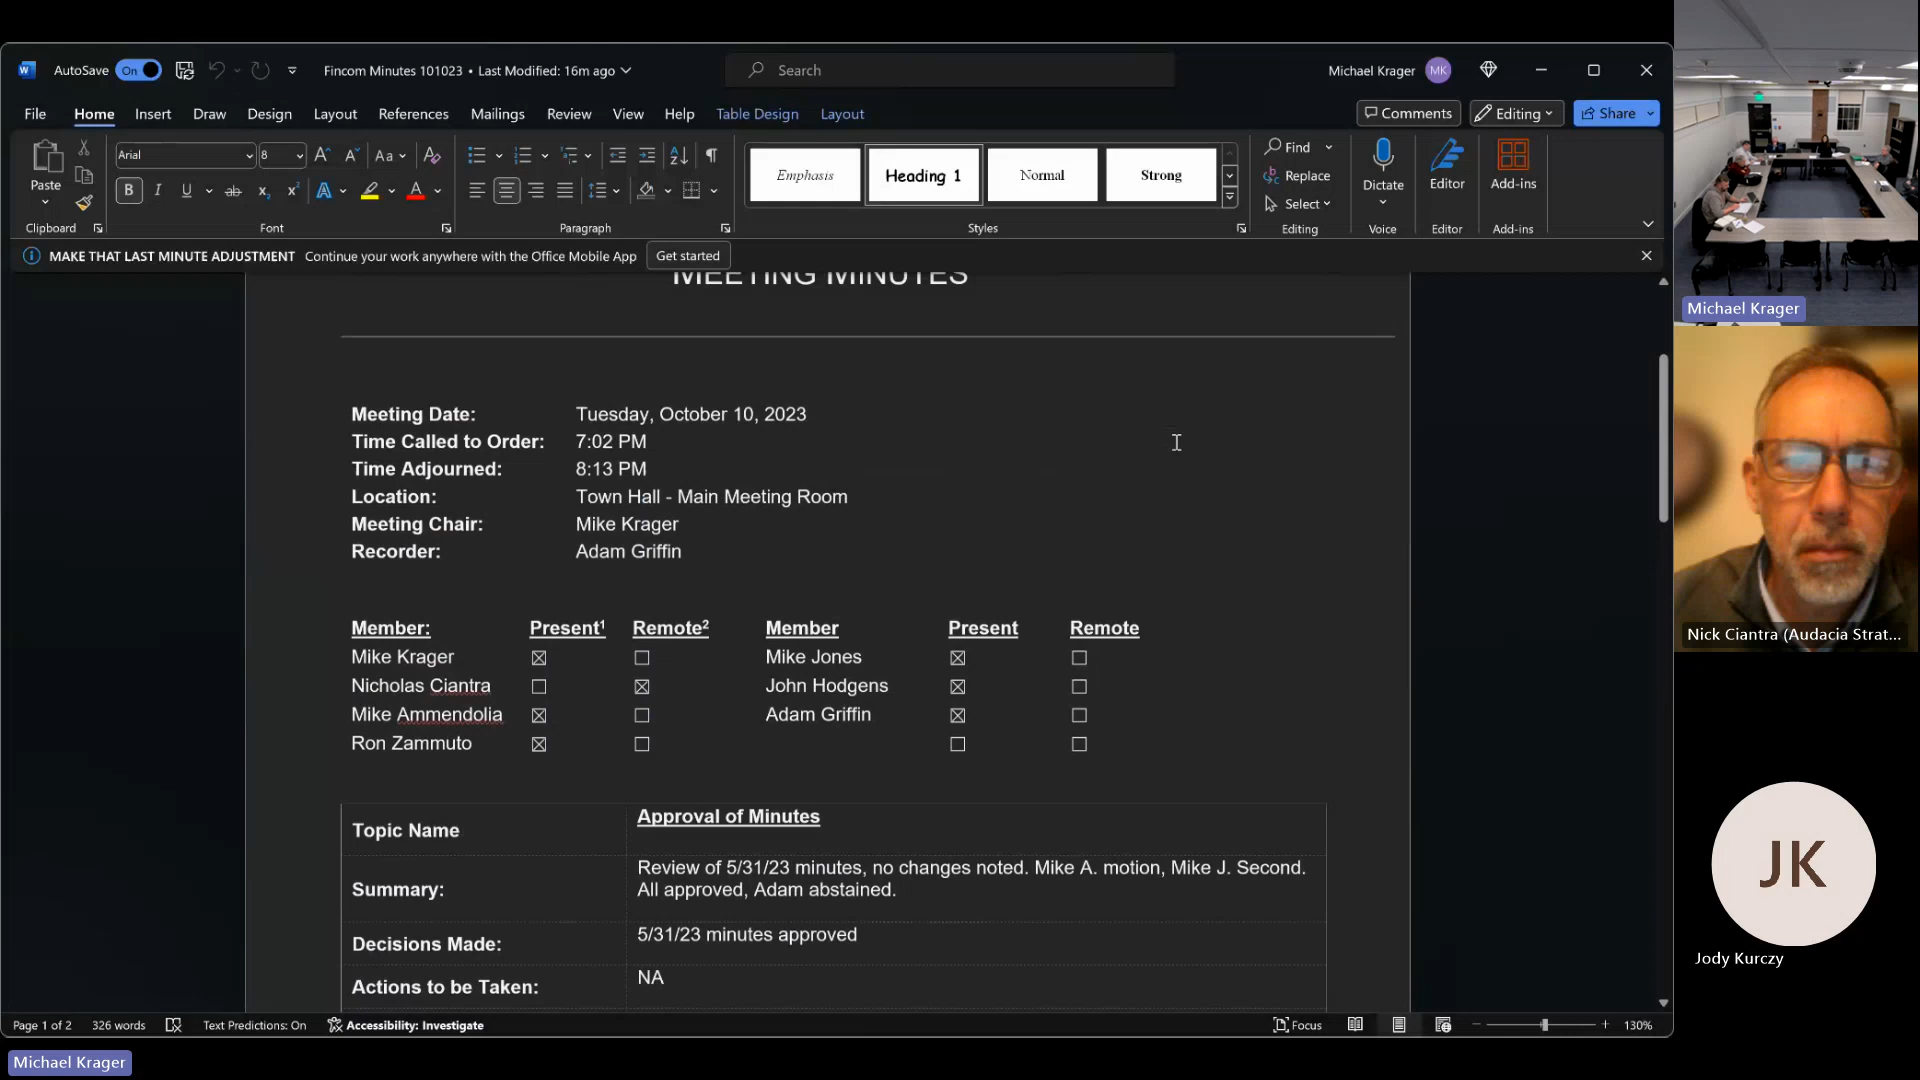 AutoSave On Fincom Minutes 101023 • Last Modified: 16m ago Search Michael Krager MK
File Home Insert Draw Design Layout References Mailings Review View Help Table Design Layout Comments Editing Share
Paste
Clipboard
Arial 8
Aa
B I U ab x₂ x² A A
Font
Paragraph
Emphasis Heading 1 Normal Strong
Styles
Find
Replace
Select
Editing
Dictate
Voice
Editor
Editor
Add-ins
Add-ins
MAKE THAT LAST MINUTE ADJUSTMENT Continue your work anywhere with the Office Mobile App Get started
MEETING MINUTES
Meeting Date: Tuesday, October 10, 2023
Time Called to Order: 7:02 PM
Time Adjourned: 8:13 PM
Location: Town Hall - Main Meeting Room
Meeting Chair: Mike Krager
Recorder: Adam Griffin
Member: Present¹ Remote² Member Present Remote
Mike Krager ☒ ☐ Mike Jones ☒ ☐
Nicholas Ciantra ☐ ☒ John Hodgens ☒ ☐
Mike Ammendolia ☒ ☐ Adam Griffin ☒ ☐
Ron Zammuto ☒ ☐ ☐ ☐
Topic Name Approval of Minutes
Summary: Review of 5/31/23 minutes, no changes noted. Mike A. motion, Mike J. Second.
All approved, Adam abstained.
Decisions Made: 5/31/23 minutes approved
Actions to be Taken: NA
Page 1 of 2 326 words Text Predictions: On Accessibility: Investigate Focus 130%
Michael Krager
Michael Krager
Nick Ciantra (Audacia Strat...
JK
Jody Kurczy